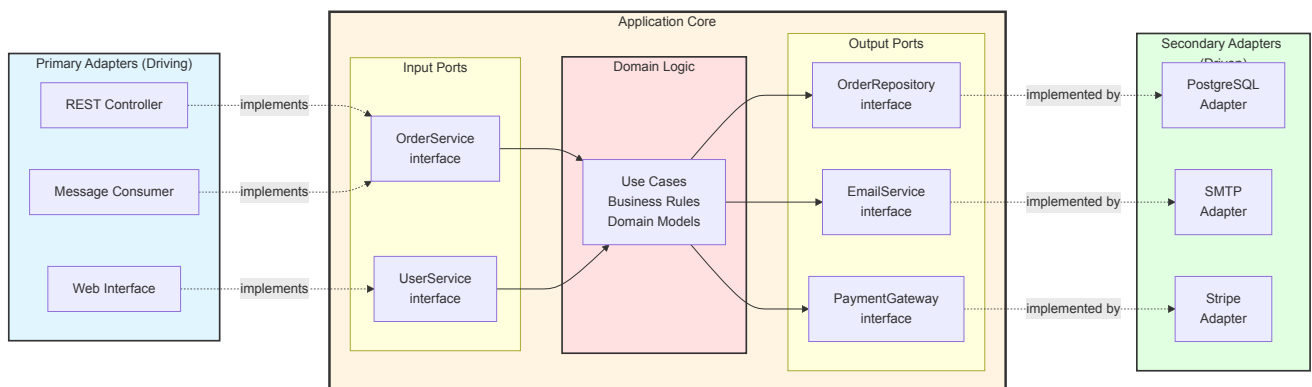 Application Core
Primary Adapters (Driving)
REST Controller
Message Consumer
Web Interface
implements
implements
implements
Input Ports
OrderService
interface
UserService
interface
Domain Logic
Use Cases
Business Rules
Domain Models
Output Ports
OrderRepository
interface
EmailService
interface
PaymentGateway
interface
implemented by
implemented by
implemented by
Secondary Adapters
PostgreSQL
Adapter
SMTP
Adapter
Stripe
Adapter